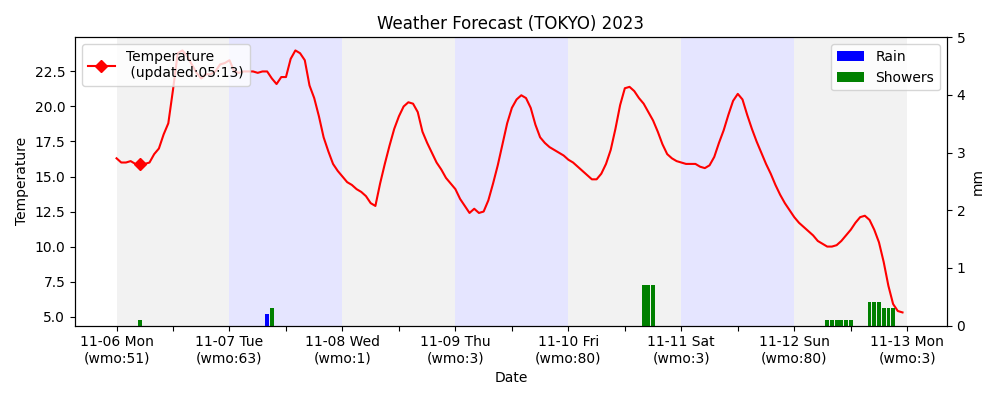 Weather Forecast (TOKYO) 2023
Temperature
(updated:05:13)
Rain
Showers
Temperature
22.5
20.0
17.5
15.0
12.5
10.0
7.5
5.0
5
4
3
2
1
0
mm
11-06 Mon
(wmo:51)
11-07 Tue
(wmo:63)
11-08 Wed
(wmo:1)
11-09 Thu
(wmo:3)
11-10 Fri
(wmo:80)
11-11 Sat
(wmo:3)
11-12 Sun
(wmo:80)
11-13 Mon
(wmo:3)
Date